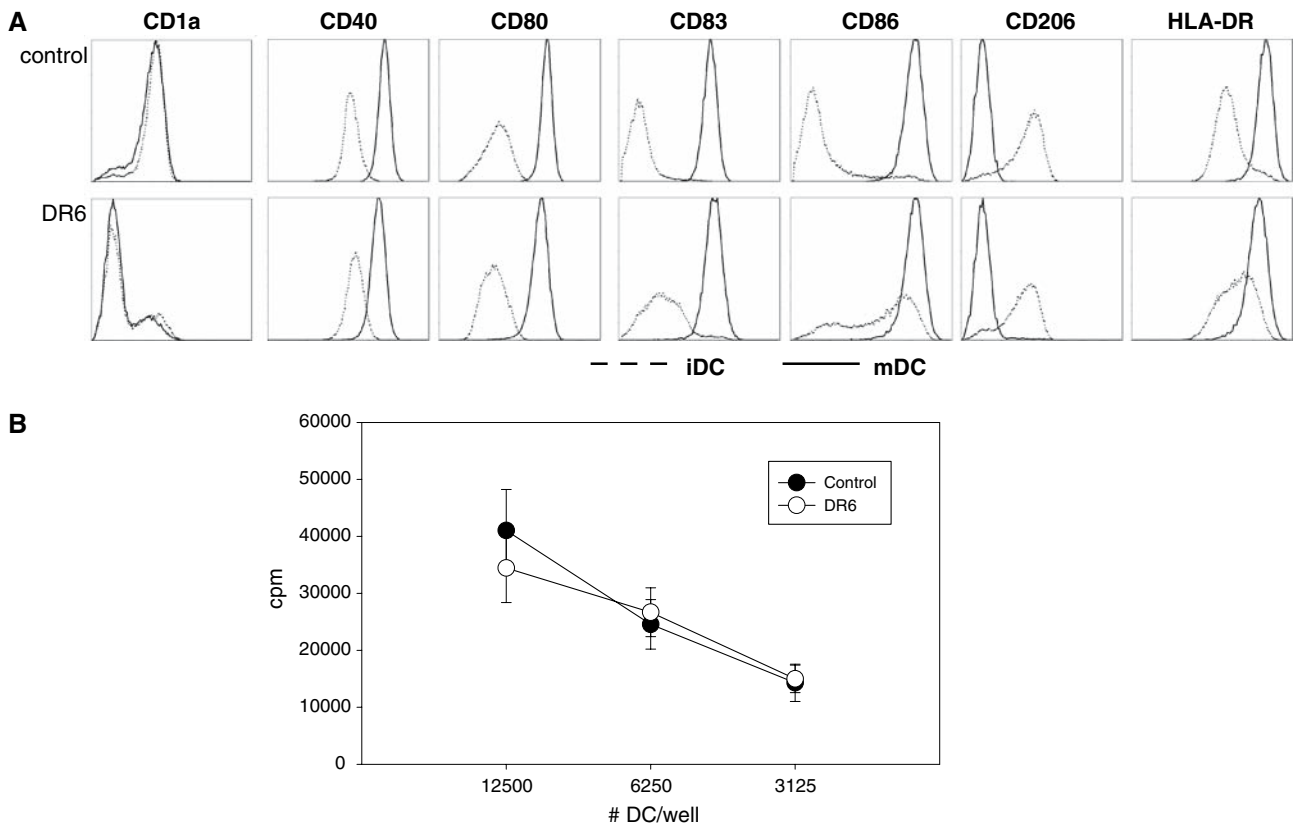 A
CD1a CD40 CD80 CD83 CD86 CD206 HLA-DR
control
DR6
iDC mDC
B
60000
50000
40000
30000
20000
10000
0
cpm
Control
DR6
12500 6250 3125
# DC/well